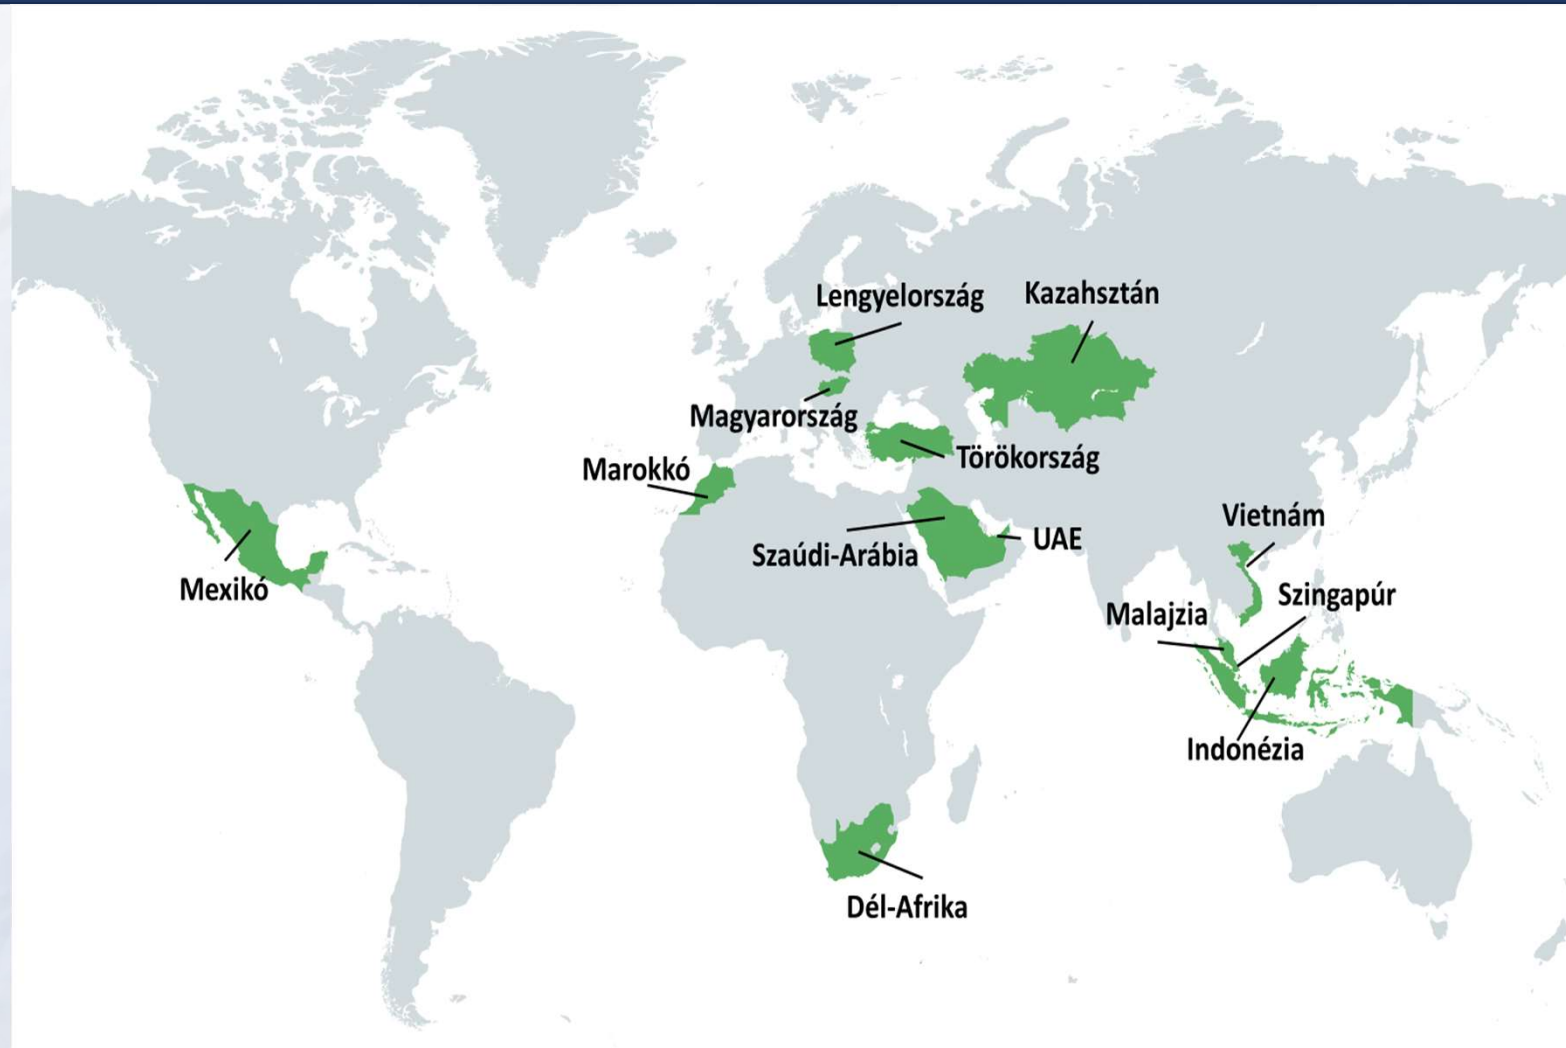 Lengyelország
Kazahsztán
Magyarország
Törökország
Marokkó
Vietnám
Szaúdi-Arábia
UAE
Mexikó
Szingapúr
Malajzia
Indonézia
Dél-Afrika